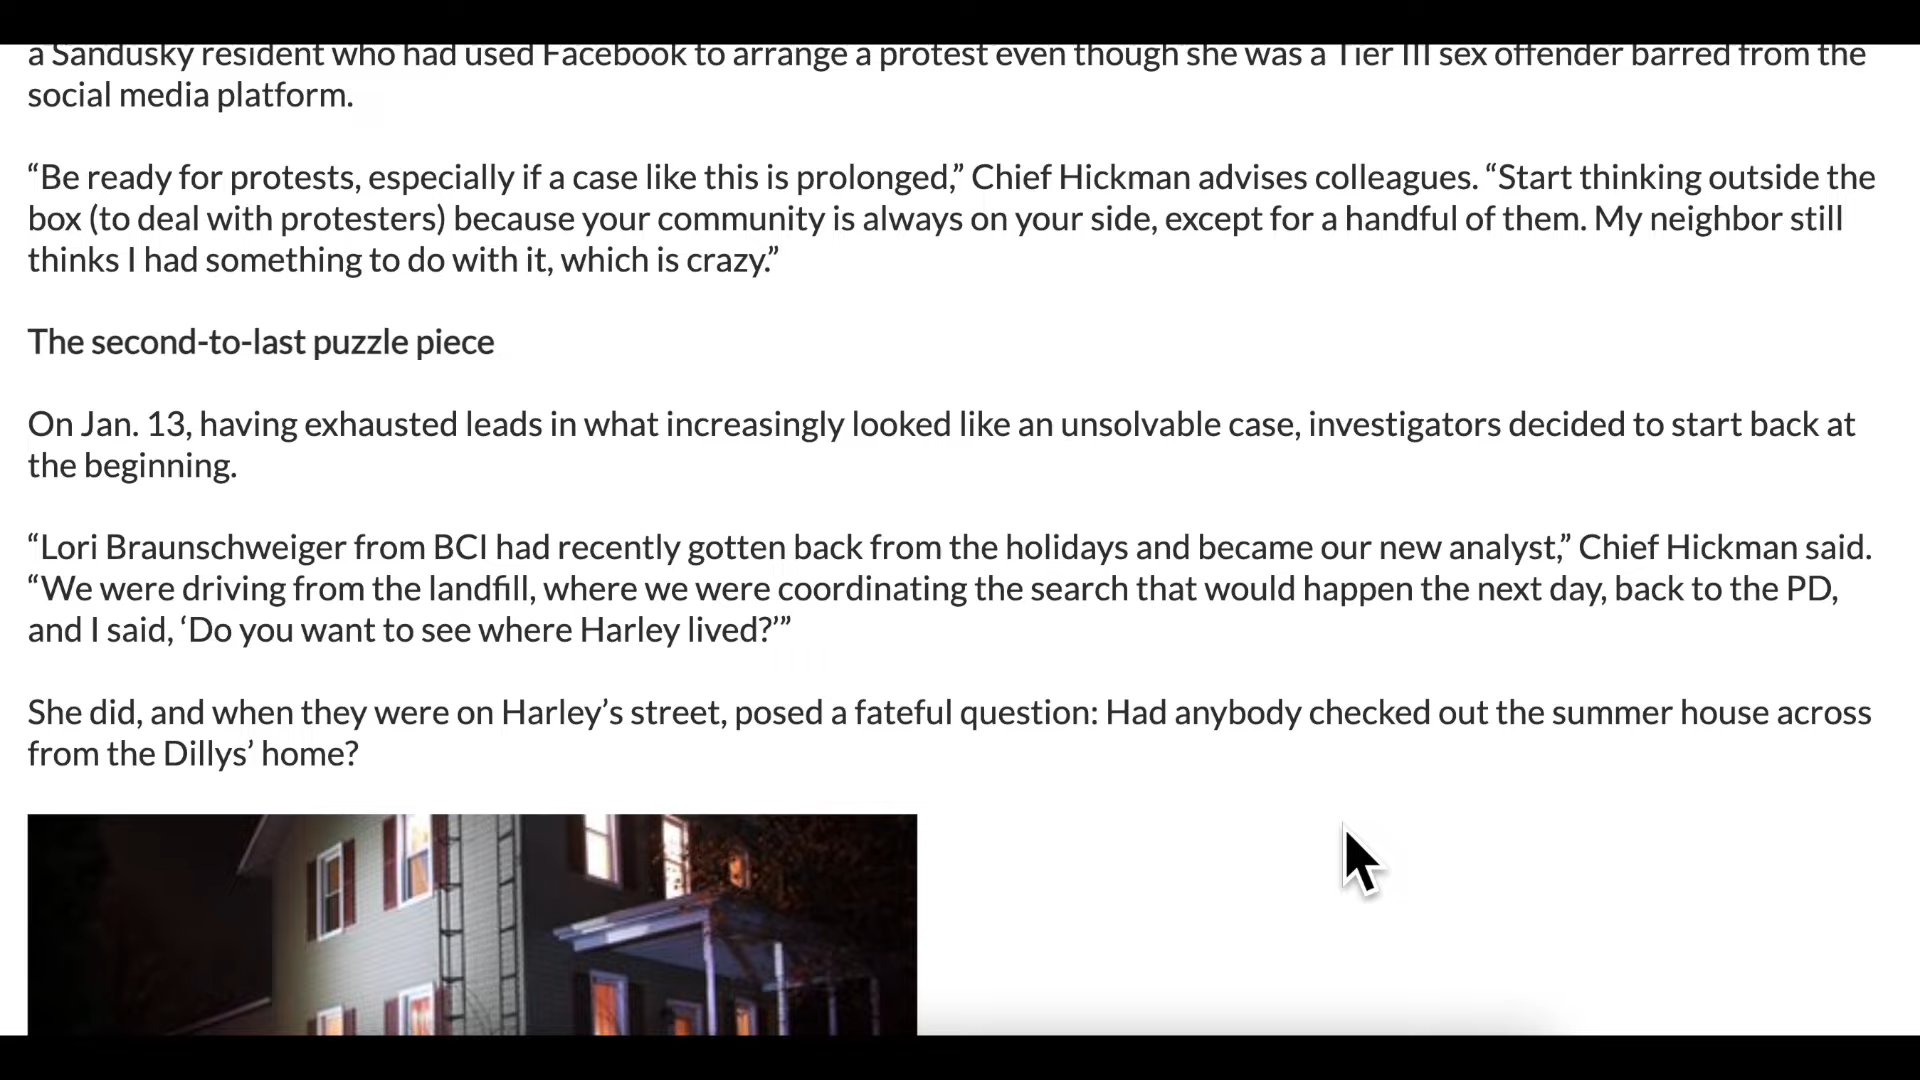 a Sandusky resident who had used Facebook to arrange a protest even though she was a Tier III sex offender barred from the
social media platform.
“Be ready for protests, especially if a case like this is prolonged,” Chief Hickman advises colleagues. “Start thinking outside the
box (to deal with protesters) because your community is always on your side, except for a handful of them. My neighbor still
thinks I had something to do with it, which is crazy.”
The second-to-last puzzle piece
On Jan. 13, having exhausted leads in what increasingly looked like an unsolvable case, investigators decided to start back at
the beginning.
“Lori Braunschweiger from BCI had recently gotten back from the holidays and became our new analyst,” Chief Hickman said.
“We were driving from the landfill, where we were coordinating the search that would happen the next day, back to the PD,
and I said, ‘Do you want to see where Harley lived?’”
She did, and when they were on Harley’s street, posed a fateful question: Had anybody checked out the summer house across
from the Dillys’ home?